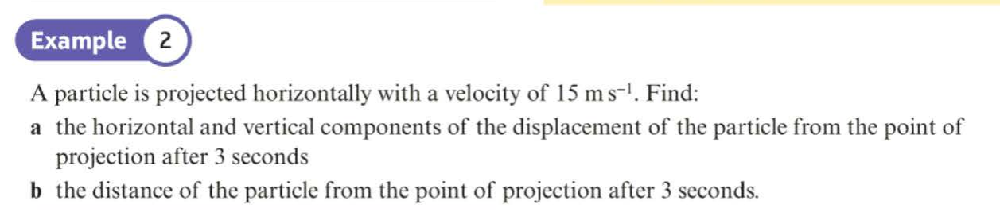 Example 2
A particle is projected horizontally with a velocity of 15 m s⁻¹. Find:
a the horizontal and vertical components of the displacement of the particle from the point of
projection after 3 seconds
b the distance of the particle from the point of projection after 3 seconds.